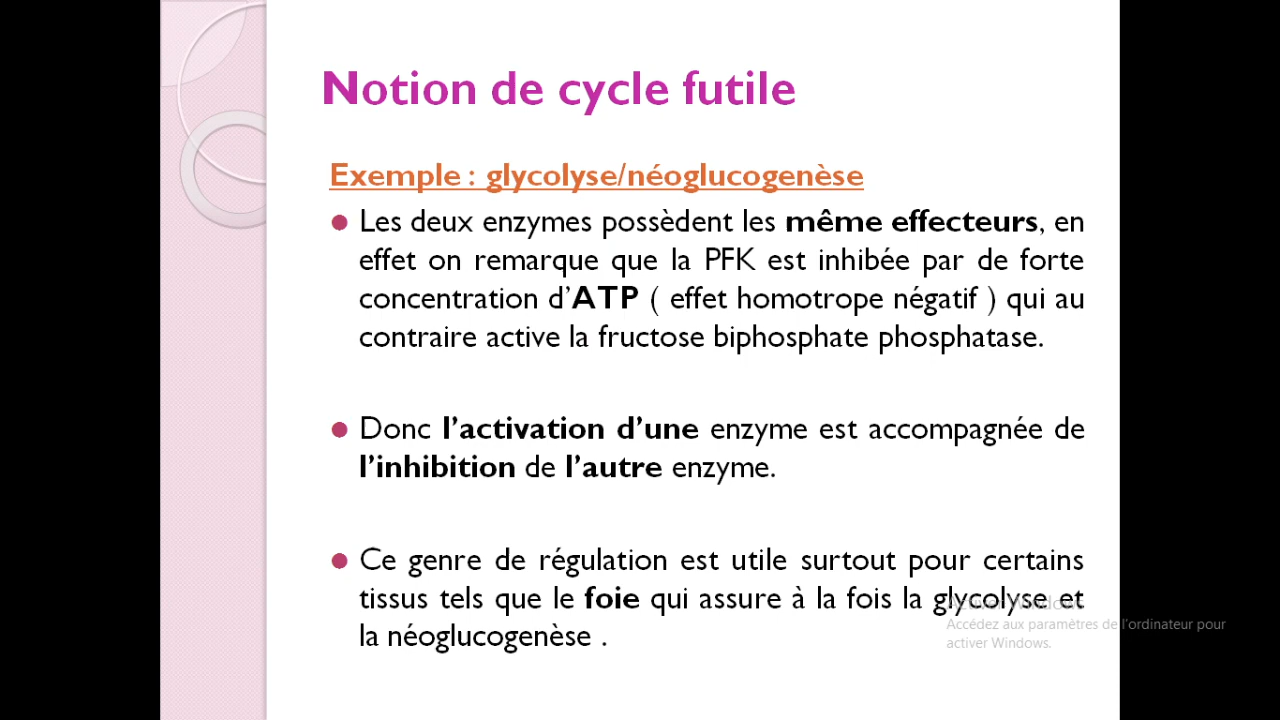 Notion de cycle futile
Exemple : glycolyse/néoglucogenèse
Les deux enzymes possèdent les même effecteurs, en
effet on remarque que la PFK est inhibée par de forte
concentration d'ATP ( effet homotrope négatif ) qui au
contraire active la fructose biphosphate phosphatase.
Donc l'activation d'une enzyme est accompagnée de
l'inhibition de l'autre enzyme.
Ce genre de régulation est utile surtout pour certains
tissus tels que le foie qui assure à la fois la glycolyse et
la néoglucogenèse .
Activer Windows
Accédez aux paramètres de l'ordinateur pour
activer Windows.